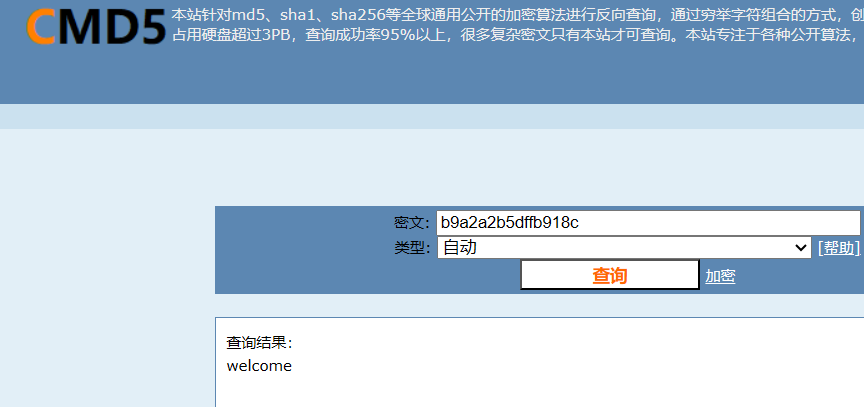 CMD5
本站针对md5、sha1、sha256等全球通用公开的加密算法进行反向查询，通过穷举字符组合的方式，创
占用硬盘超过3PB，查询成功率95%以上，很多复杂密文只有本站才可查询。本站专注于各种公开算法，
密文: b9a2a2b5dffb918c
类型: 自动 [帮助]
查询 加密
查询结果:
welcome